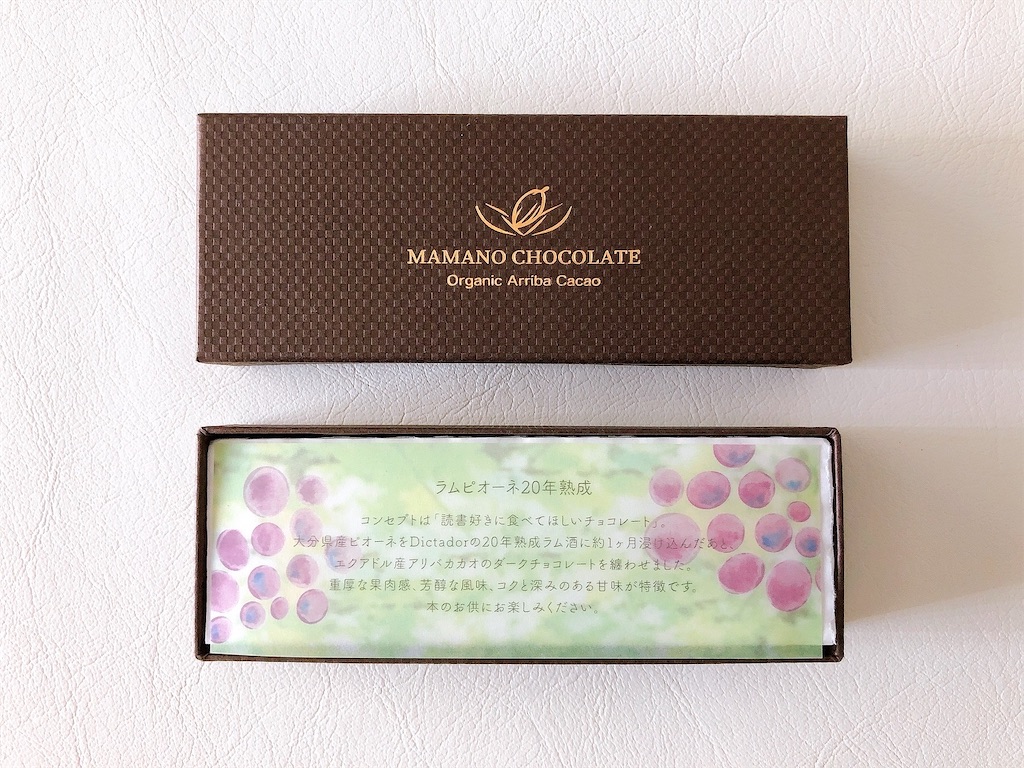 MAMANO CHOCOLATE
Organic Arriba Cacao
ラムピオーネ20年熟成
コンセプトは「読書好きに食べてほしいチョコレート」。
大分県産ピオーネをDictadorの20年熟成ラム酒に約1ヶ月浸け込んだあと、
エクアドル産アリバカカオのダークチョコレートを纏わせました。
重厚な果肉感、芳醇な風味、コクと深みのある甘味が特徴です。
本のお供にお楽しみください。